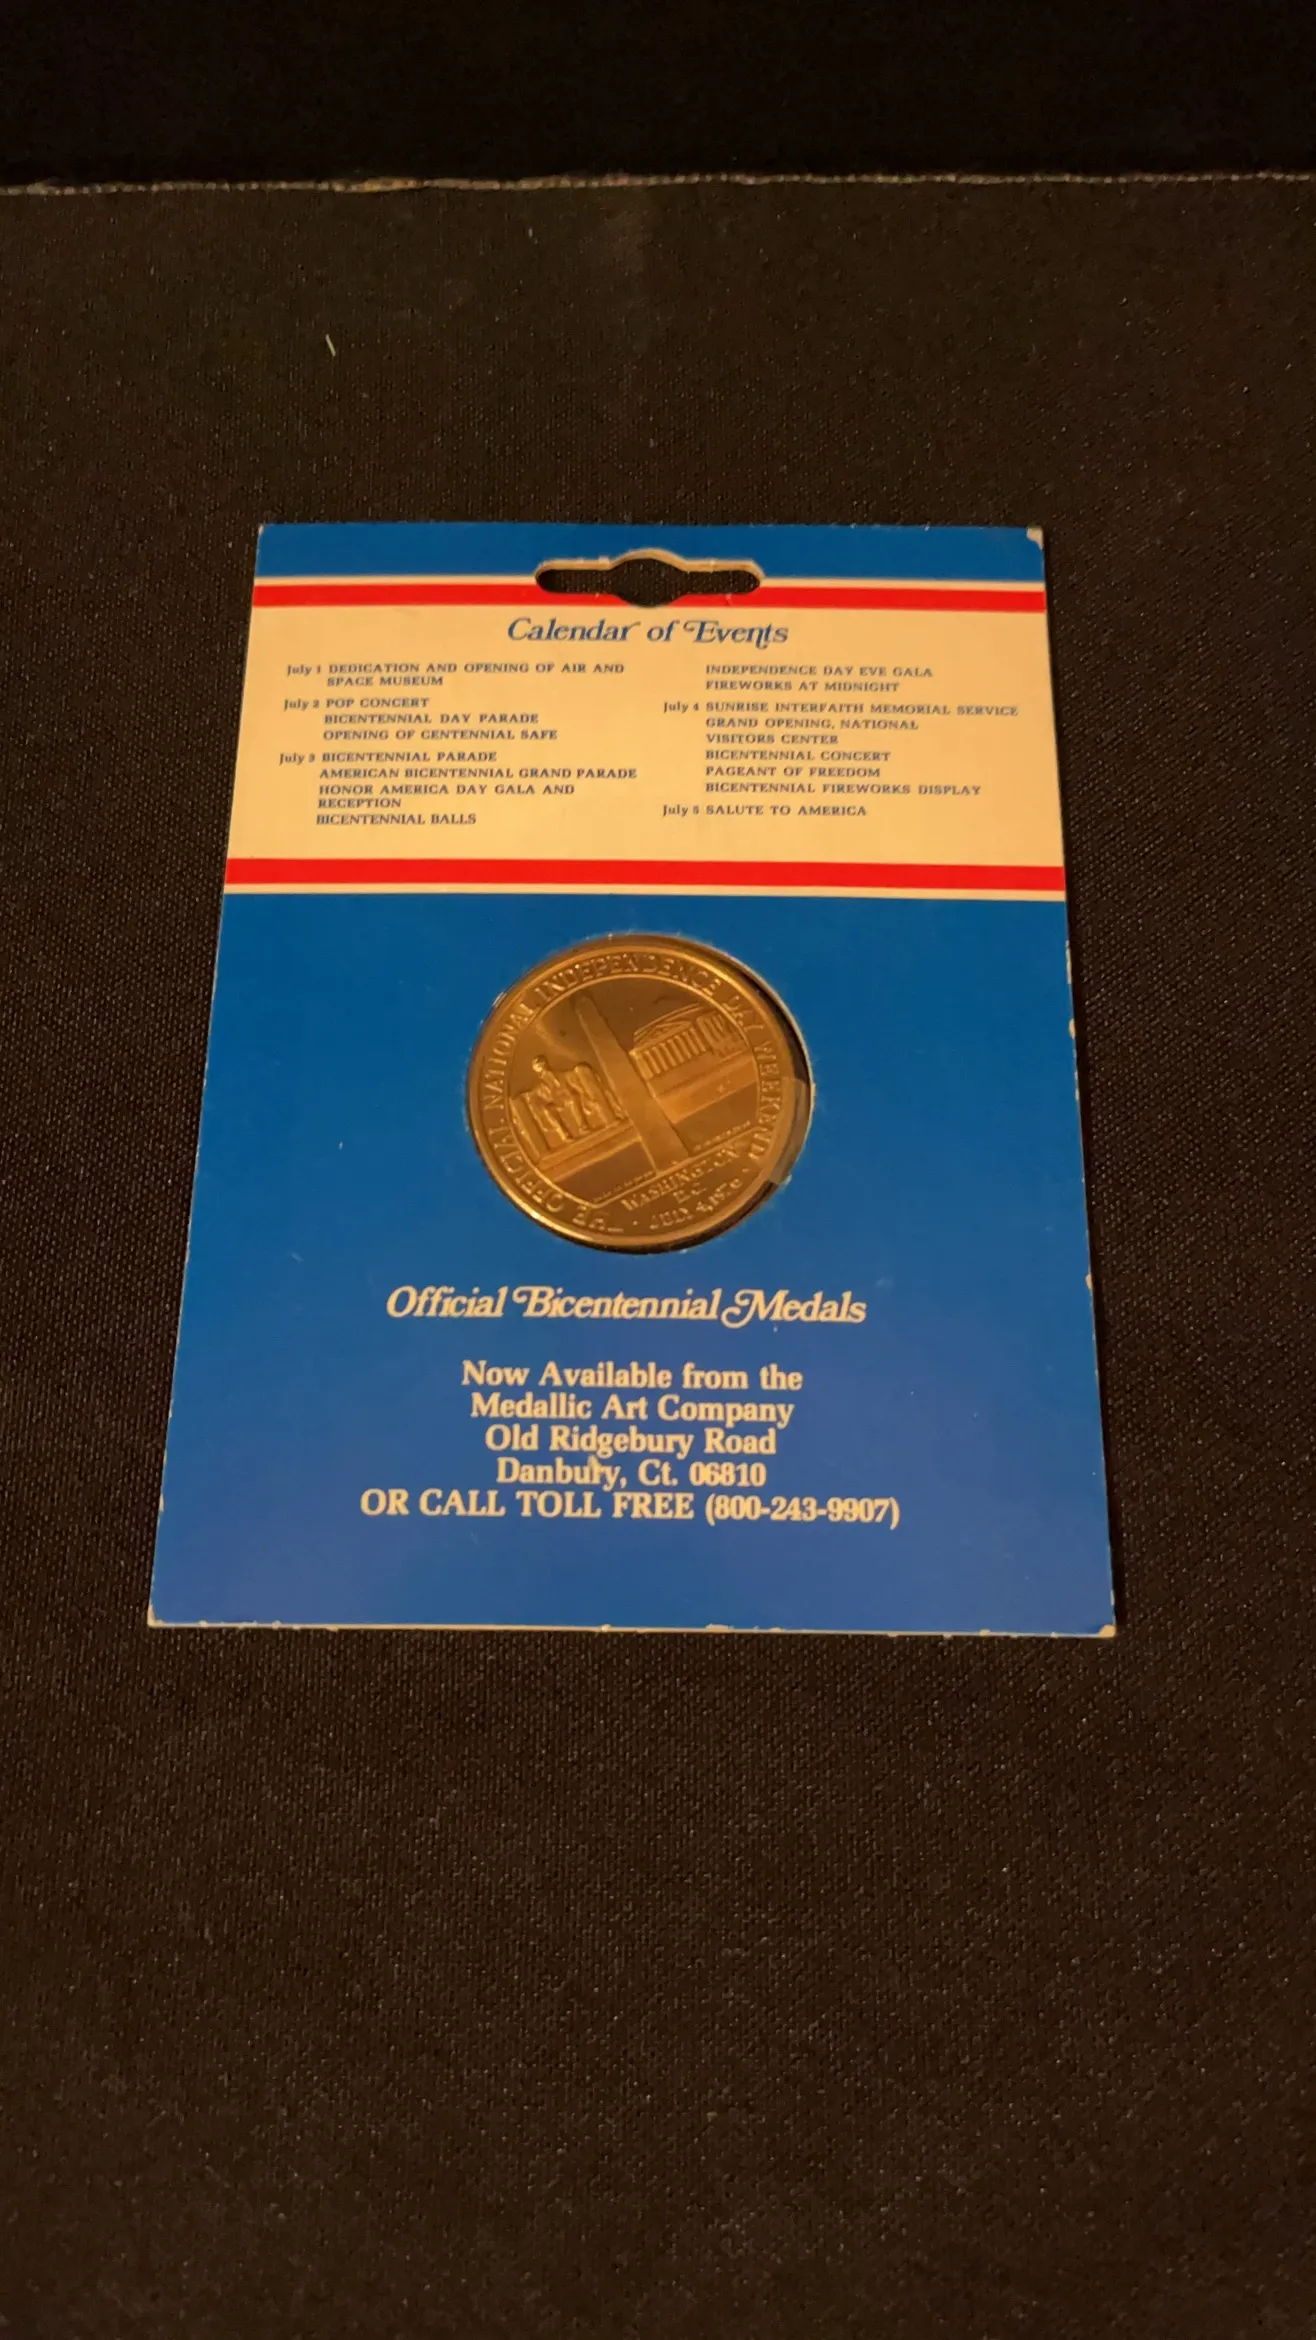 Calendar of Events
July 1 DEDICATION AND OPENING OF AIR AND
SPACE MUSEUM
July 2 POP CONCERT
BICENTENNIAL DAY PARADE
OPENING OF CENTENNIAL SAFE
July 3 BICENTENNIAL PARADE
AMERICAN BICENTENNIAL GRAND PARADE
HONOR AMERICA DAY GALA AND
RECEPTION
BICENTENNIAL BALLS
INDEPENDENCE DAY EVE GALA
FIREWORKS AT MIDNIGHT
July 4 SUNRISE INTERFAITH MEMORIAL SERVICE
GRAND OPENING, NATIONAL
VISITORS CENTER
BICENTENNIAL CONCERT
PAGEANT OF FREEDOM
BICENTENNIAL FIREWORKS DISPLAY
July 5 SALUTE TO AMERICA
THE OFFICIAL NATIONAL INDEPENDENCE DAY WEEKEND
WASHINGTON
D.C.
· JULY 4, 1976 ·
Official Bicentennial Medals
Now Available from the
Medallic Art Company
Old Ridgebury Road
Danbury, Ct. 06810
OR CALL TOLL FREE (800-243-9907)